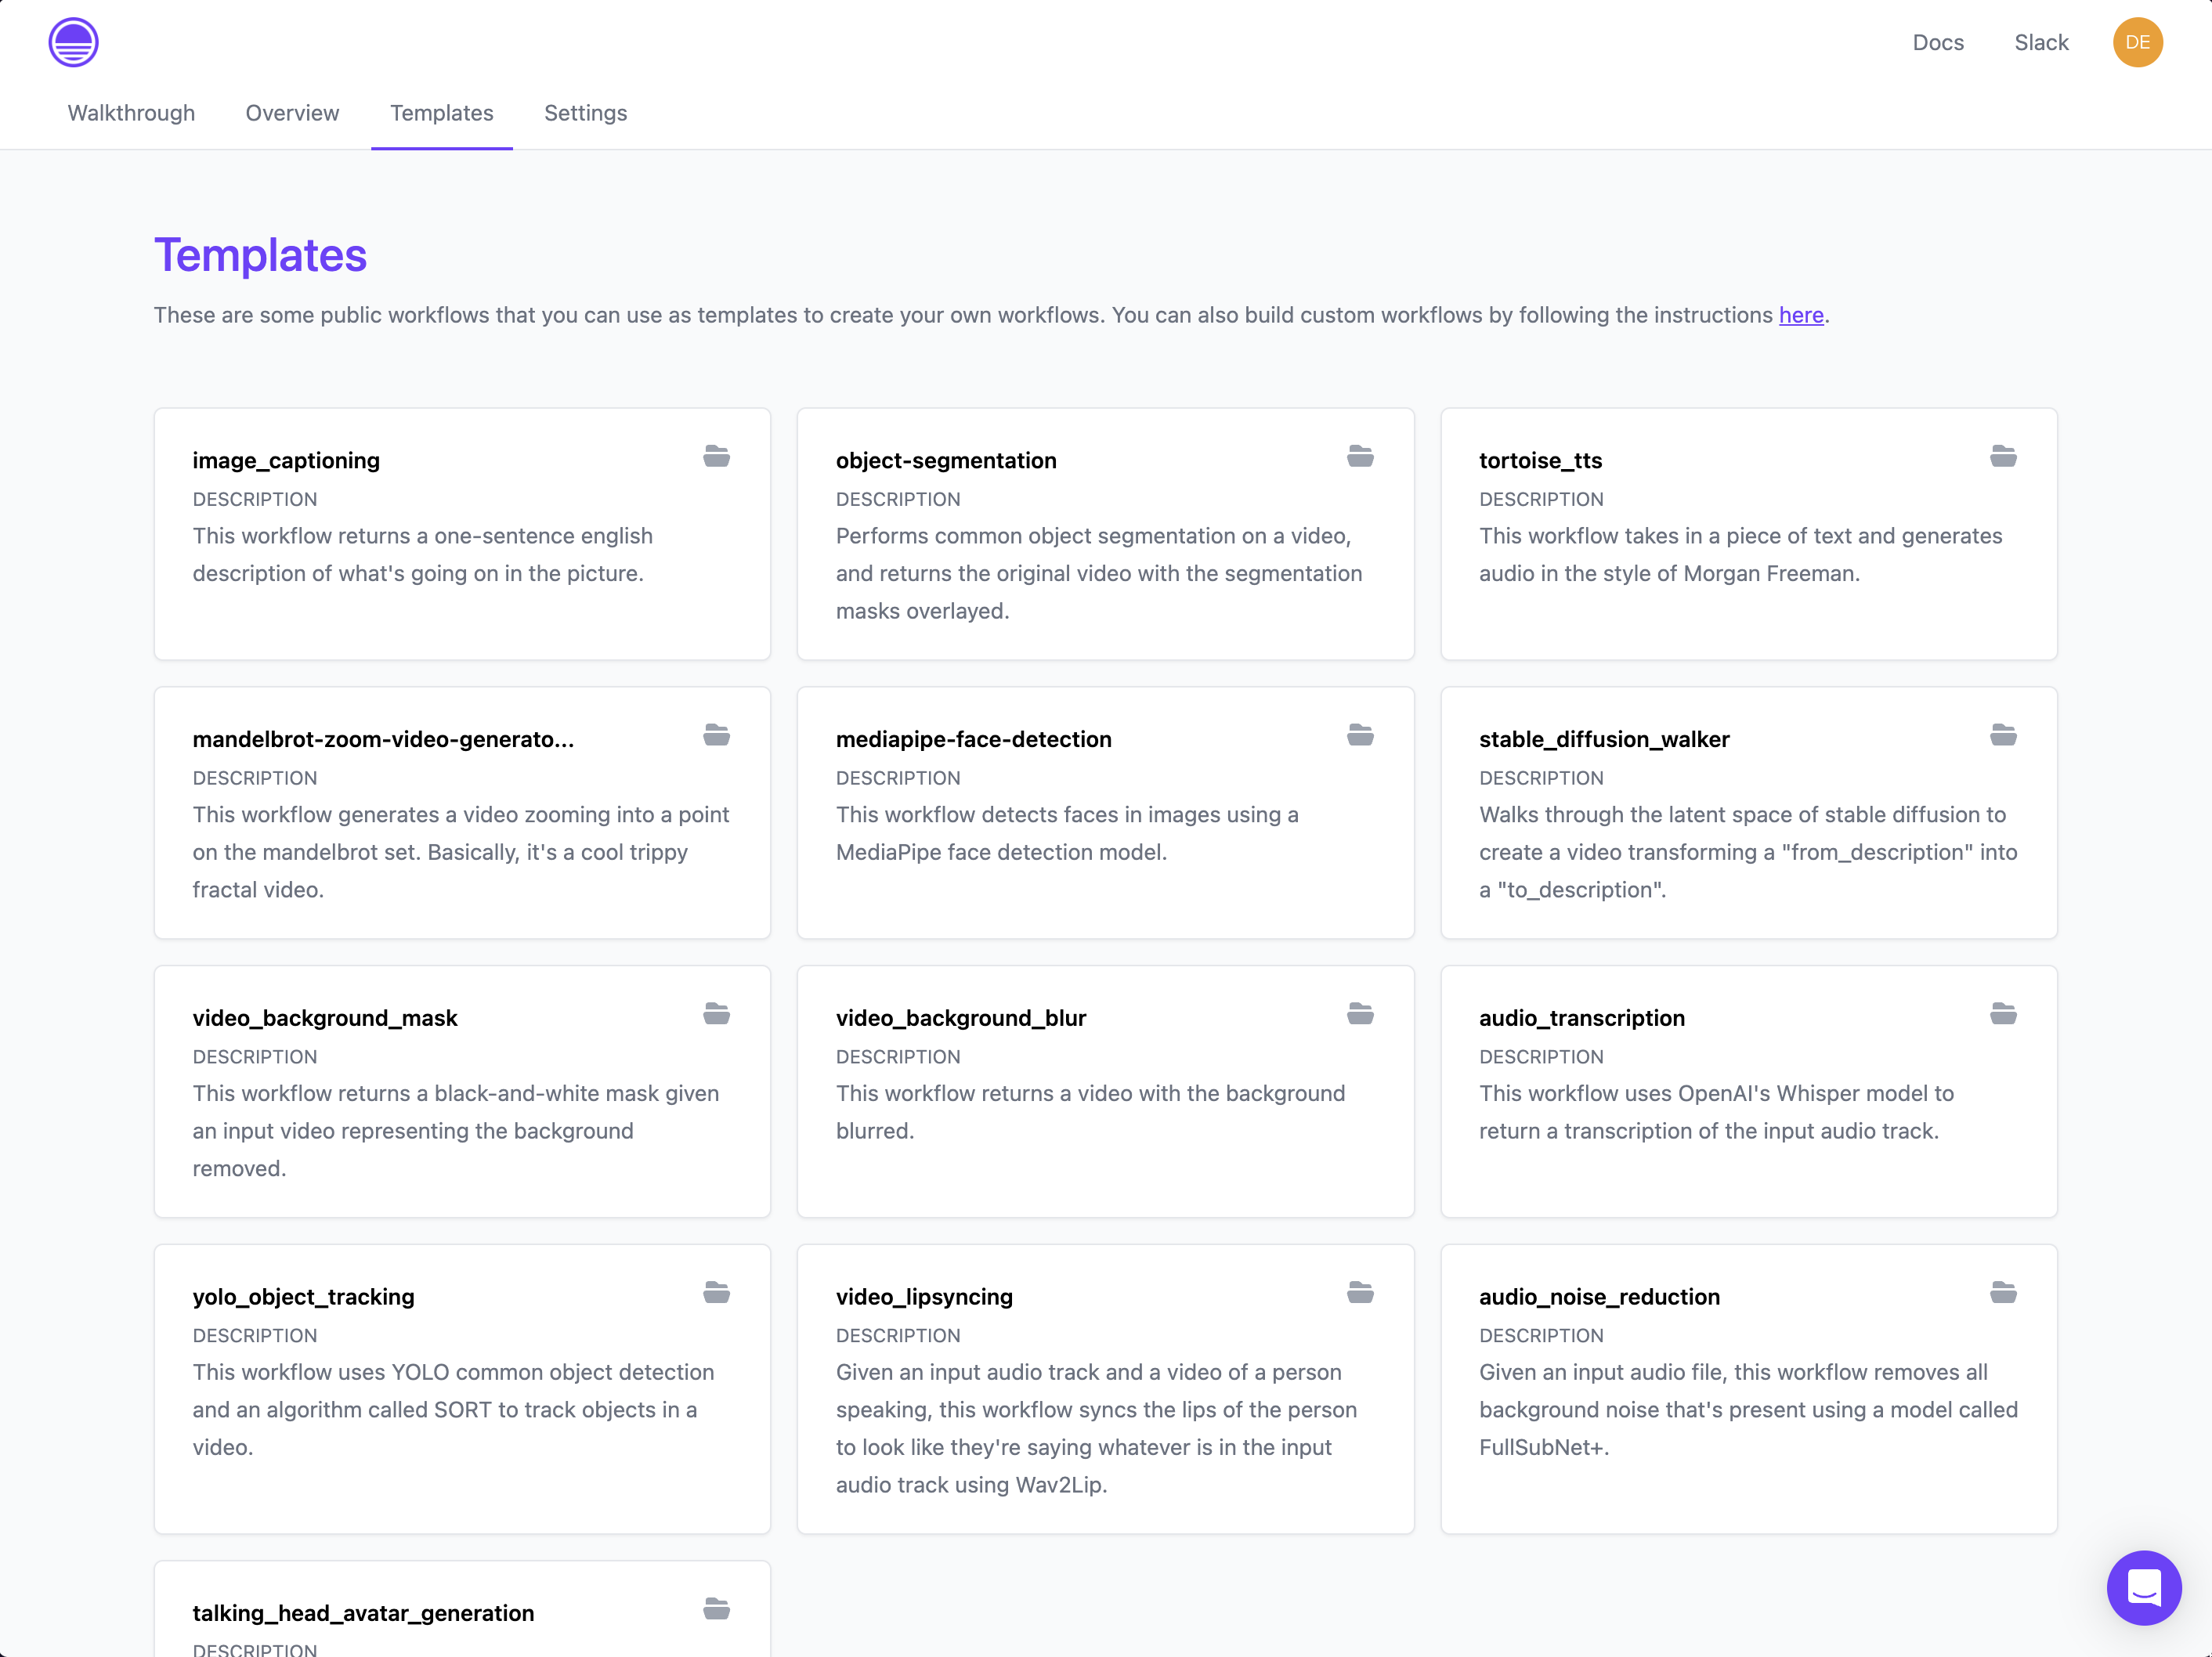 Docs Slack DE
Walkthrough Overview Templates Settings
Templates
These are some public workflows that you can use as templates to create your own workflows. You can also build custom workflows by following the instructions here.
image_captioning
DESCRIPTION
This workflow returns a one-sentence english
description of what's going on in the picture.
object-segmentation
DESCRIPTION
Performs common object segmentation on a video,
and returns the original video with the segmentation
masks overlayed.
tortoise_tts
DESCRIPTION
This workflow takes in a piece of text and generates
audio in the style of Morgan Freeman.
mandelbrot-zoom-video-generato...
DESCRIPTION
This workflow generates a video zooming into a point
on the mandelbrot set. Basically, it's a cool trippy
fractal video.
mediapipe-face-detection
DESCRIPTION
This workflow detects faces in images using a
MediaPipe face detection model.
stable_diffusion_walker
DESCRIPTION
Walks through the latent space of stable diffusion to
create a video transforming a "from_description" into
a "to_description".
video_background_mask
DESCRIPTION
This workflow returns a black-and-white mask given
an input video representing the background
removed.
video_background_blur
DESCRIPTION
This workflow returns a video with the background
blurred.
audio_transcription
DESCRIPTION
This workflow uses OpenAI's Whisper model to
return a transcription of the input audio track.
yolo_object_tracking
DESCRIPTION
This workflow uses YOLO common object detection
and an algorithm called SORT to track objects in a
video.
video_lipsyncing
DESCRIPTION
Given an input audio track and a video of a person
speaking, this workflow syncs the lips of the person
to look like they're saying whatever is in the input
audio track using Wav2Lip.
audio_noise_reduction
DESCRIPTION
Given an input audio file, this workflow removes all
background noise that's present using a model called
FullSubNet+.
talking_head_avatar_generation
DESCRIPTION